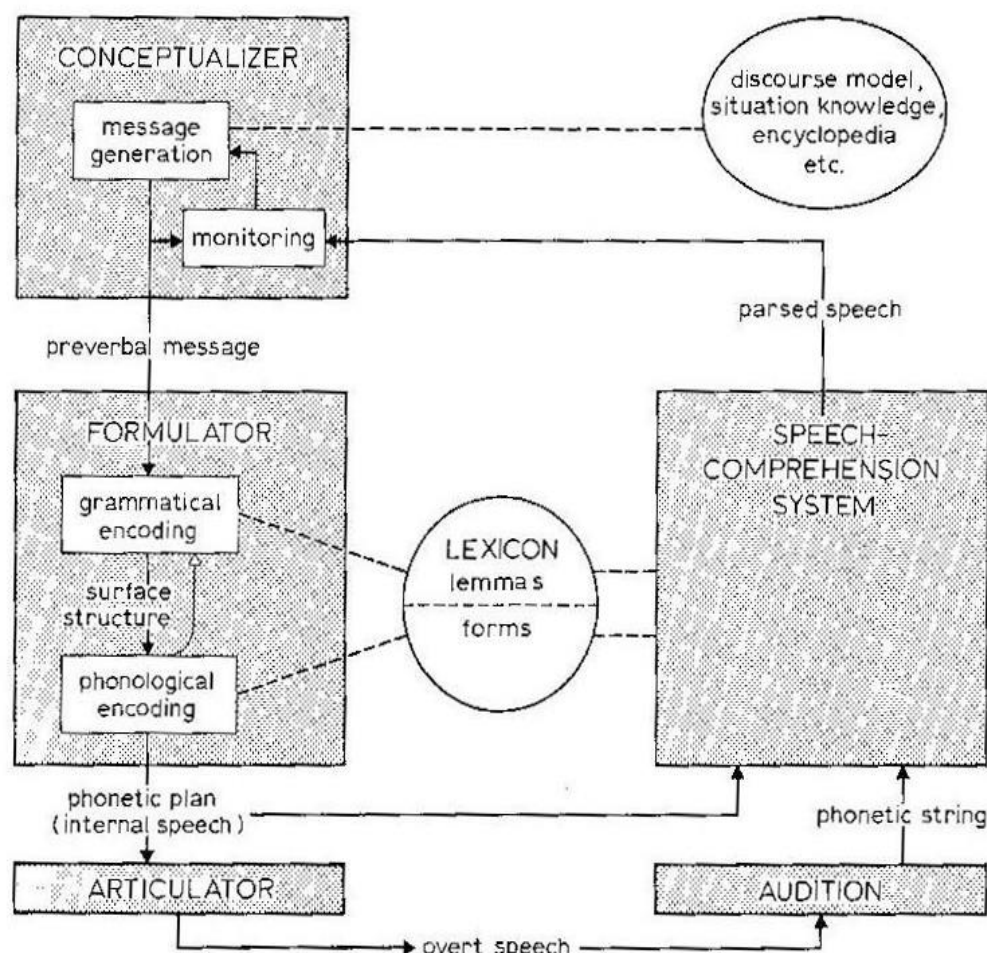 CONCEPTUALIZER
message
generation
monitoring
discourse model,
situation knowledge,
encyclopedia
etc.
parsed speech
preverbal message
FORMULATOR
grammatical
encoding
surface
structure
phonological
encoding
LEXICON
lemmas
forms
SPEECH-
COMPREHENSION
SYSTEM
phonetic plan
(internal speech)
phonetic string
ARTICULATOR
AUDITION
overt speech